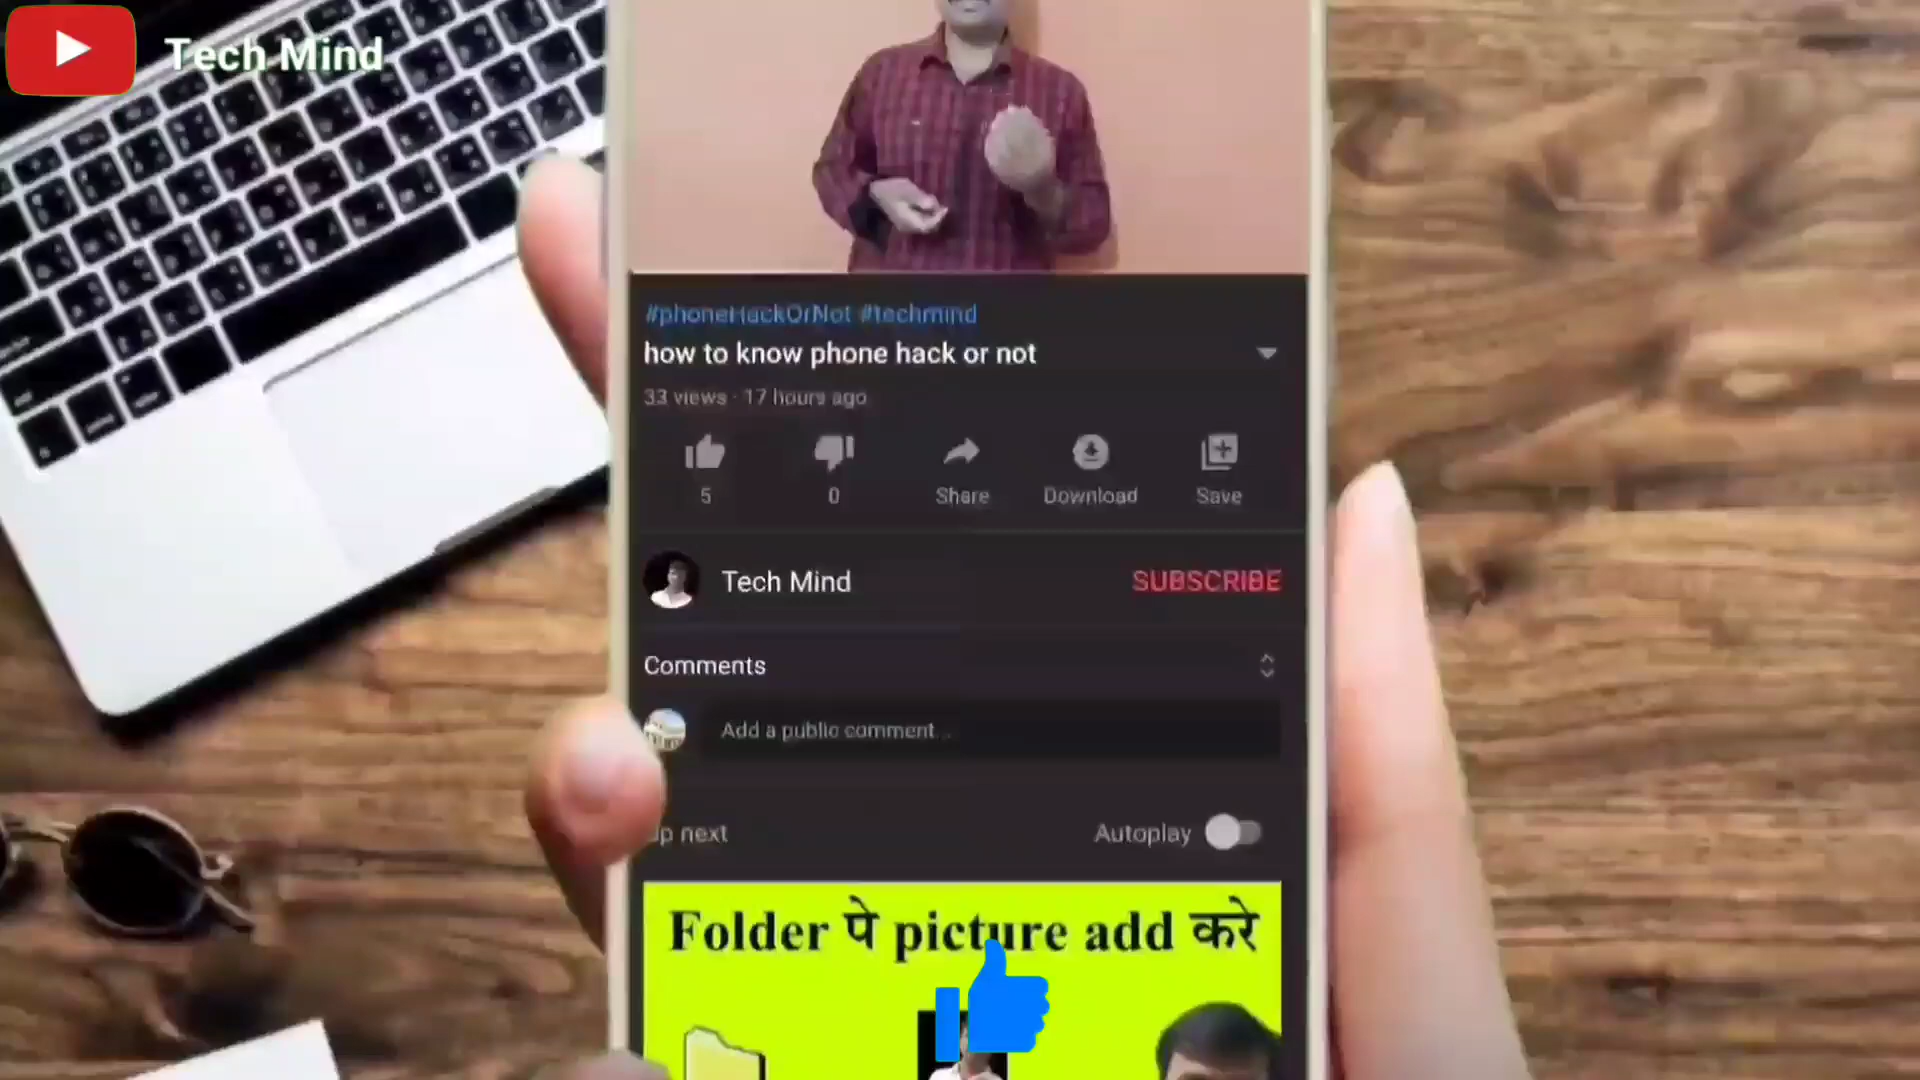 Tech Mind
#phoneHackOrNot #techmind
how to know phone hack or not
33 views · 17 hours ago
5
0
Share
Download
Save
Tech Mind
SUBSCRIBE
Comments
Add a public comment...
next
Autoplay
Folder पे picture add करे